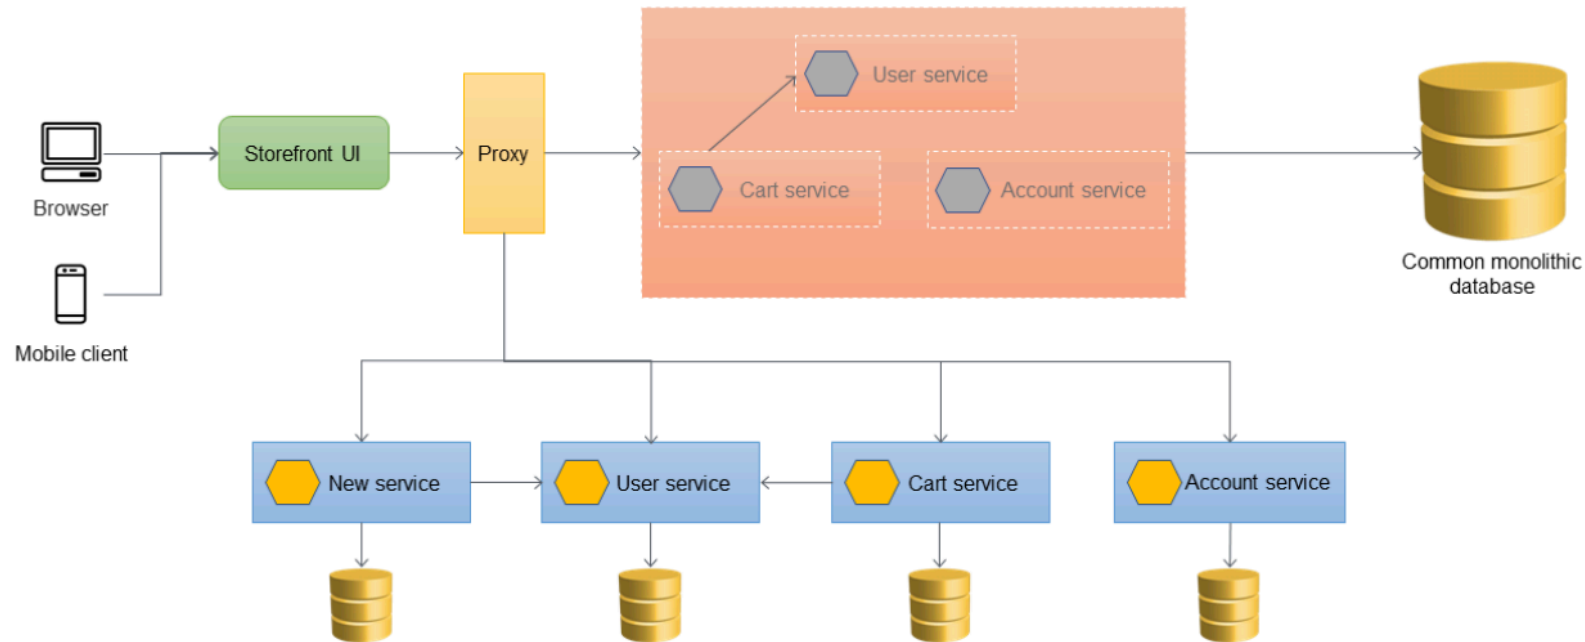 User service
Storefront UI
Proxy
Cart service
Account service
Browser
Common monolithic
database
Mobile client
New service
User service
Cart service
Account service